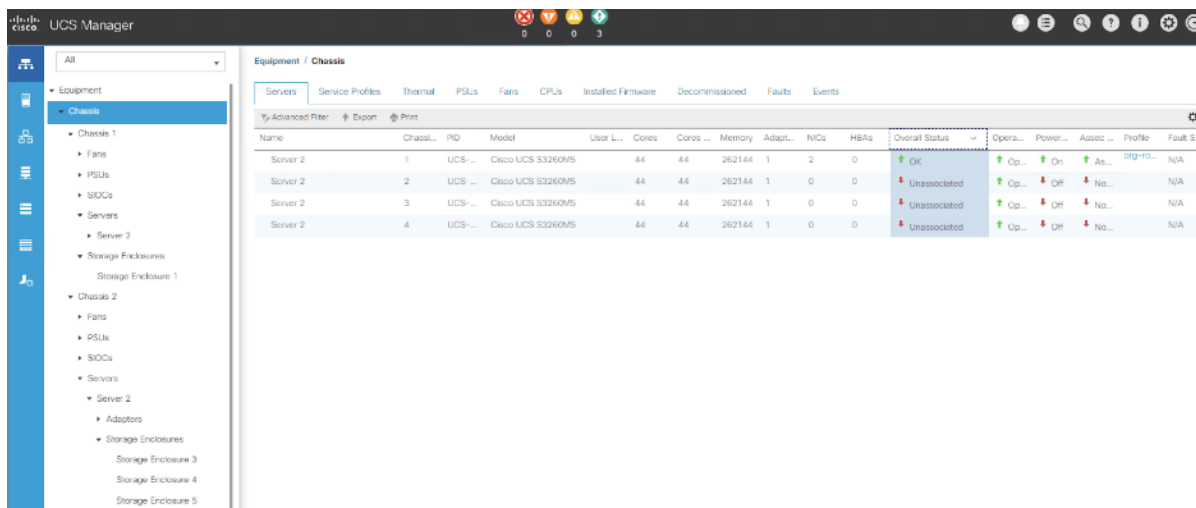 cisco. UCS Manager
0 0 0 3
All
Equipment
Chassis
Chassis 1
Fans
PSUs
SIOCs
Servers
Server 2
Storage Enclosures
Storage Enclosure 1
Chassis 2
Fans
PSUs
SIOCs
Servers
Server 2
Adapters
Storage Enclosures
Storage Enclosure 3
Storage Enclosure 4
Storage Enclosure 5
Equipment / Chassis
Servers Service Profiles Thermal PSUs Fans CPUs Installed Firmware Decommissioned Faults Events
Advanced Filter Export Print
Name Chassi... PID Model User L... Cores Cores ... Memory Adapt... NICs HBAs Overall Status Opera... Power... Assoc ... Profile Fault S
Server 2 1 UCS-... Cisco UCS S3260M5 44 44 262144 1 2 0 OK Op... On As... org-ro... N/A
Server 2 2 UCS-... Cisco UCS S3260M5 44 44 262144 1 0 0 Unassociated Op... Off No... N/A
Server 2 3 UCS-... Cisco UCS S3260M5 44 44 262144 1 0 0 Unassociated Op... Off No... N/A
Server 2 4 UCS-... Cisco UCS S3260M5 44 44 262144 1 0 0 Unassociated Op... Off No... N/A